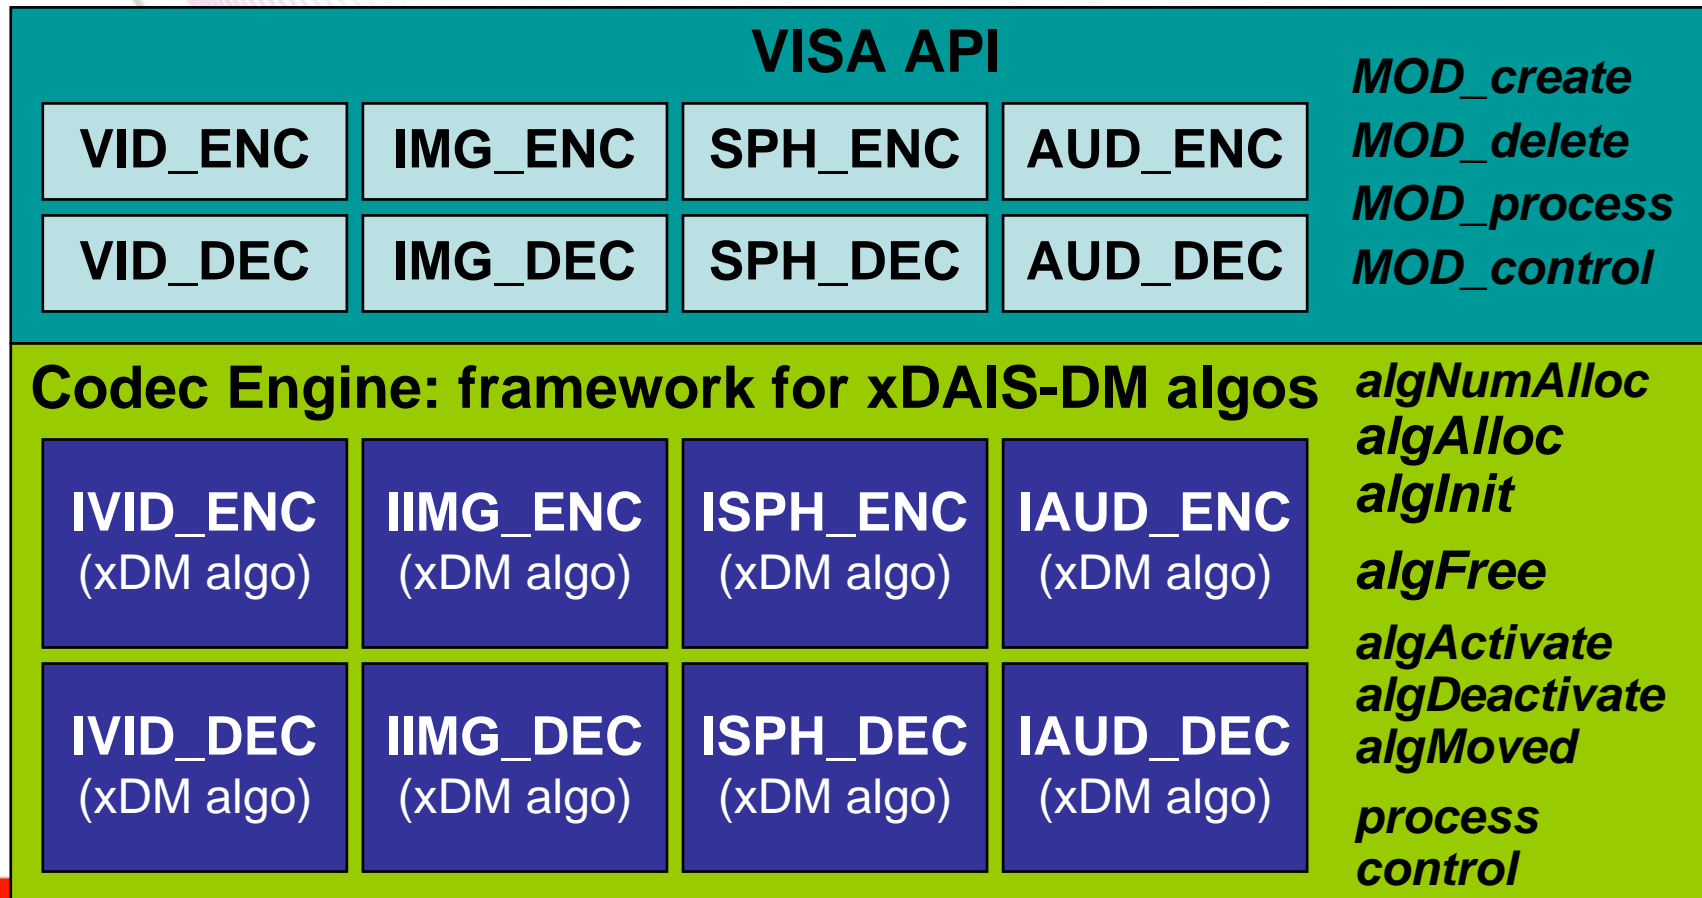 VISA API
VID_ENC IMG_ENC SPH_ENC AUD_ENC
VID_DEC IMG_DEC SPH_DEC AUD_DEC
MOD_create
MOD_delete
MOD_process
MOD_control
Codec Engine: framework for xDAIS-DM algos
IVID_ENC IIMG_ENC ISPH_ENC IAUD_ENC
(xDM algo) (xDM algo) (xDM algo) (xDM algo)
IVID_DEC IIMG_DEC ISPH_DEC IAUD_DEC
(xDM algo) (xDM algo) (xDM algo) (xDM algo)
algNumAlloc
algAlloc
algInit
algFree
algActivate
algDeactivate
algMoved
process
control